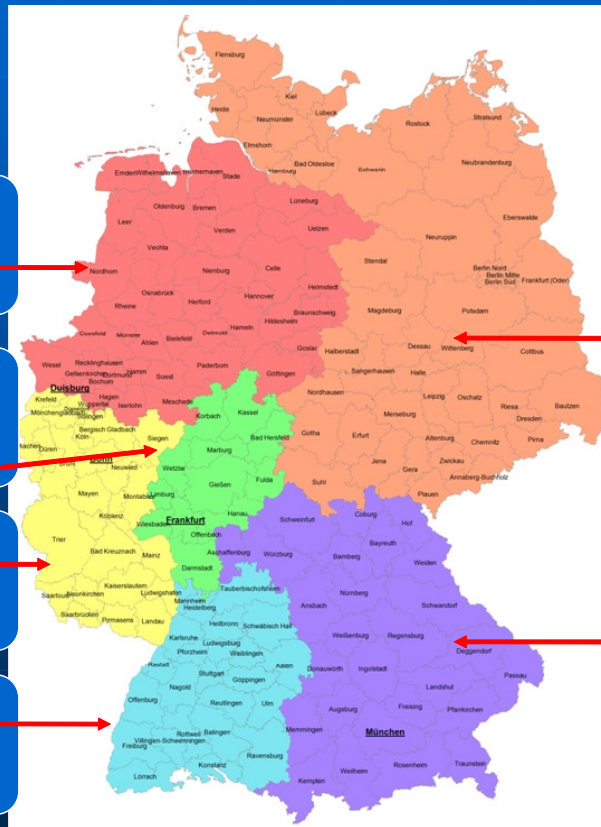 Flensburg
Kiel
Heide
Neumünster
Lübeck
Stralsund
Rostock
Elmshorn
Bad Oldesloe
Schwerin
Neubrandenburg
Hamburg
Emden
Wilhelmshaven
Stade
Lüneburg
Oldenburg
Bremen
Leer
Verden
Uelzen
Eberswalde
Neuruppin
Vechta
Stendal
Nordhorn
Nienburg
Celle
Berlin Nord
Berlin Mitte
Berlin Süd
Frankfurt (Oder)
Osnabrück
Hannover
Helmstedt
Rheine
Herford
Braunschweig
Magdeburg
Potsdam
Hildesheim
Coesfeld
Münster
Ahlen
Bielefeld
Detmold
Hameln
Goslar
Halberstadt
Dessau
Wittenberg
Cottbus
Wesel
Recklinghausen
Gelsenkirchen
Dortmund
Hamm
Soest
Paderborn
Göttingen
Sangerhausen
Halle
Bochum
Duisburg
Hagen
Iserlohn
Meschede
Nordhausen
Leipzig
Oschatz
Riesa
Bautzen
Krefeld
Wuppertal
Mönchengladbach
Solingen
Korbach
Kassel
Merseburg
Dresden
Bergisch Gladbach
Köln
Siegen
Bad Hersfeld
Gotha
Erfurt
Altenburg
Chemnitz
Pirna
Düren
Bonn
Marburg
Jena
Gera
Zwickau
Annaberg-Buchholz
Brühl
Neuwied
Wetzlar
Gießen
Fulda
Suhl
Plauen
Mayen
Montabaur
Limburg
Hanau
Koblenz
Wiesbaden
Frankfurt
Schweinfurt
Coburg
Hof
Trier
Bad Kreuznach
Mainz
Offenbach
Aschaffenburg
Würzburg
Bamberg
Bayreuth
Weiden
Darmstadt
Saarlouis
Neunkirchen
Kaiserslautern
Ludwigshafen
Mannheim
Heidelberg
Tauberbischofsheim
Ansbach
Nürnberg
Schwandorf
Saarbrücken
Pirmasens
Landau
Heilbronn
Schwäbisch Hall
Weißenburg
Regensburg
Karlsruhe
Ludwigsburg
Pforzheim
Waiblingen
Deggendorf
Rastatt
Stuttgart
Aalen
Donauwörth
Ingolstadt
Passau
Nagold
Göppingen
Landshut
Offenburg
Reutlingen
Ulm
Augsburg
Freising
Pfarrkirchen
Rottweil
Balingen
Villingen-Schwenningen
Memmingen
München
Freiburg
Konstanz
Ravensburg
Lörrach
Kempten
Weilheim
Rosenheim
Traunstein